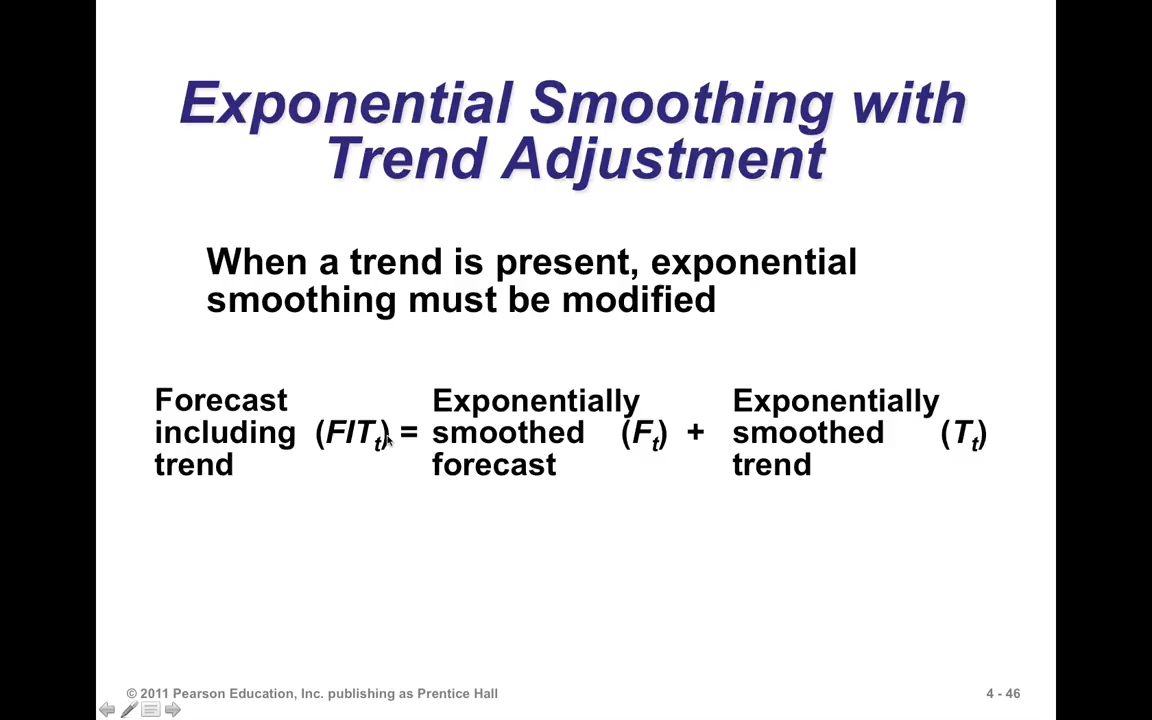 Exponential Smoothing with
Trend Adjustment
When a trend is present, exponential
smoothing must be modified
Forecast including trend (FITt) = Exponentially smoothed forecast (Ft) + Exponentially smoothed trend (Tt)
© 2011 Pearson Education, Inc. publishing as Prentice Hall
4 - 46